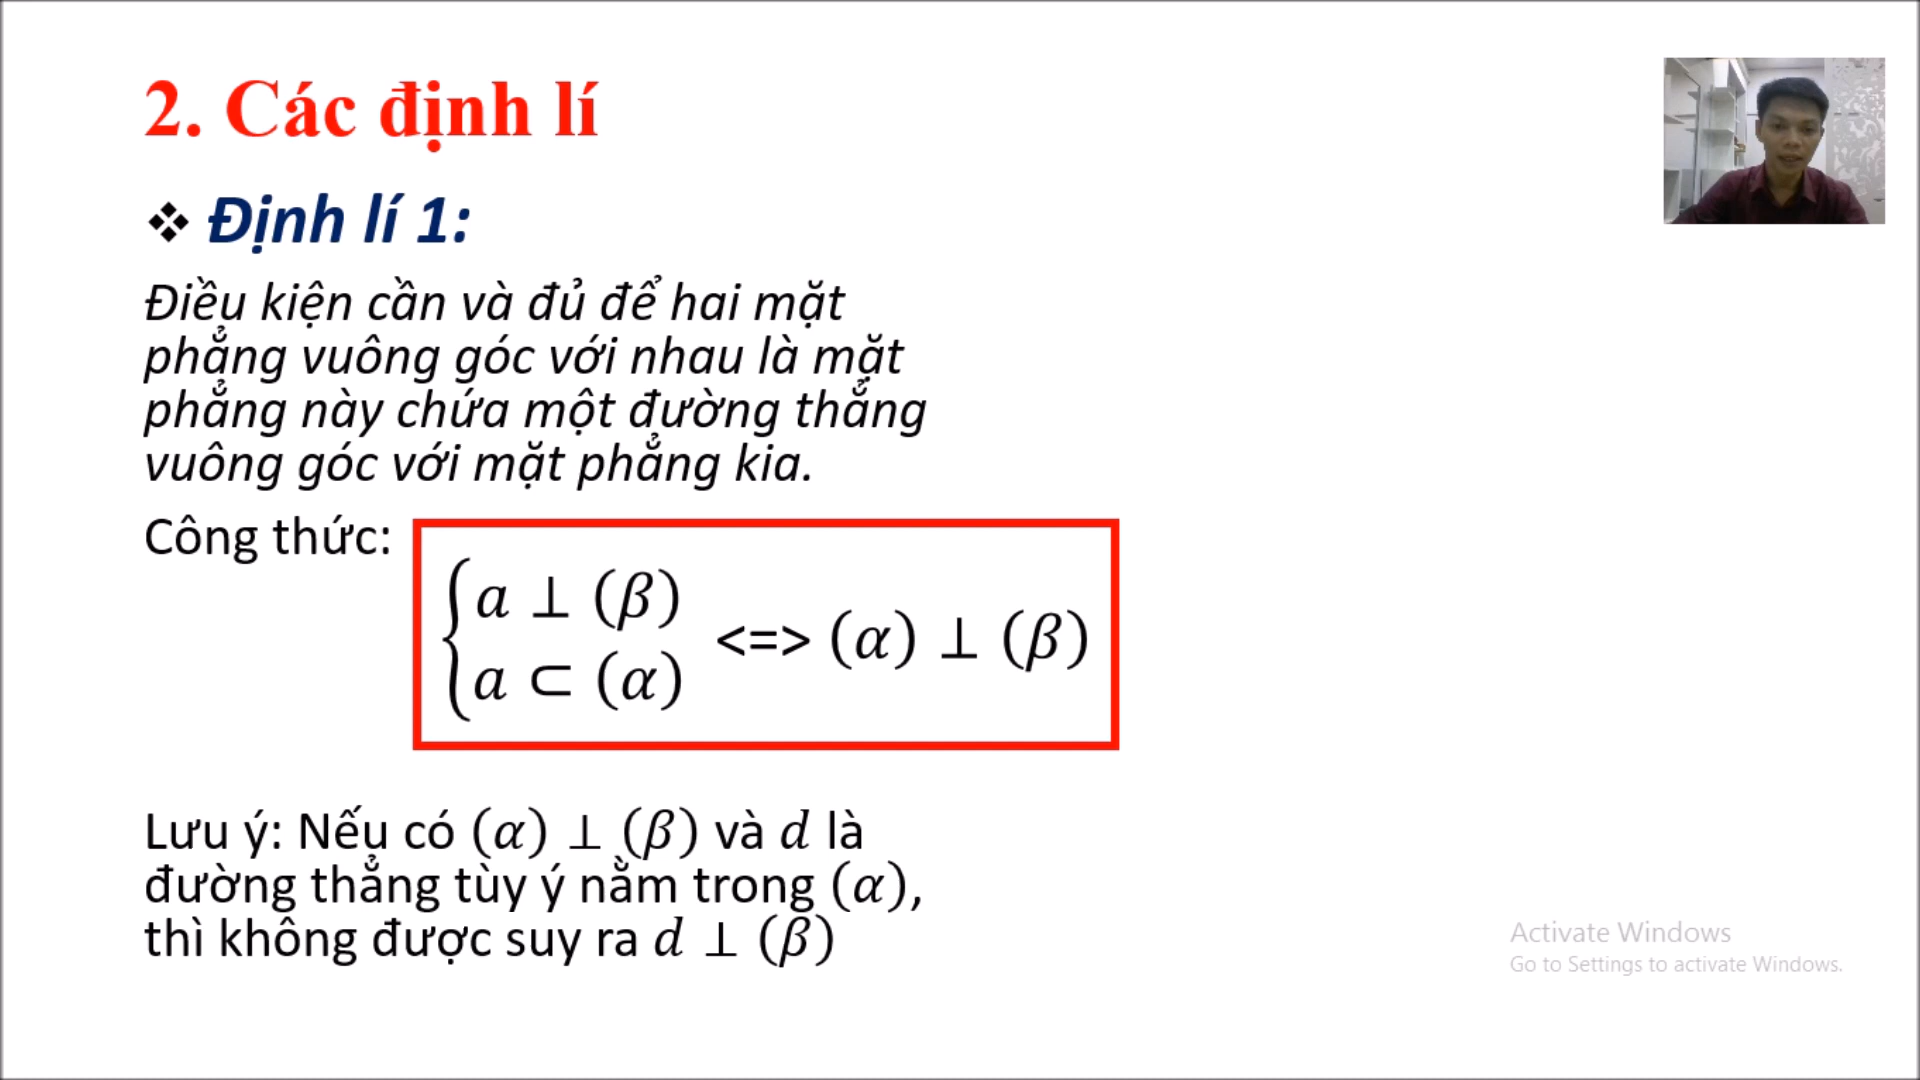 2. Các định lí
❖ Định lí 1:
Điều kiện cần và đủ để hai mặt
phẳng vuông góc với nhau là mặt
phẳng này chứa một đường thẳng
vuông góc với mặt phẳng kia.
Công thức:
{a ⊥ (β)
a ⊂ (α)
<=> (α) ⊥ (β)
Lưu ý: Nếu có (α) ⊥ (β) và d là
đường thẳng tùy ý nằm trong (α),
thì không được suy ra d ⊥ (β)
Activate Windows
Go to Settings to activate Windows.